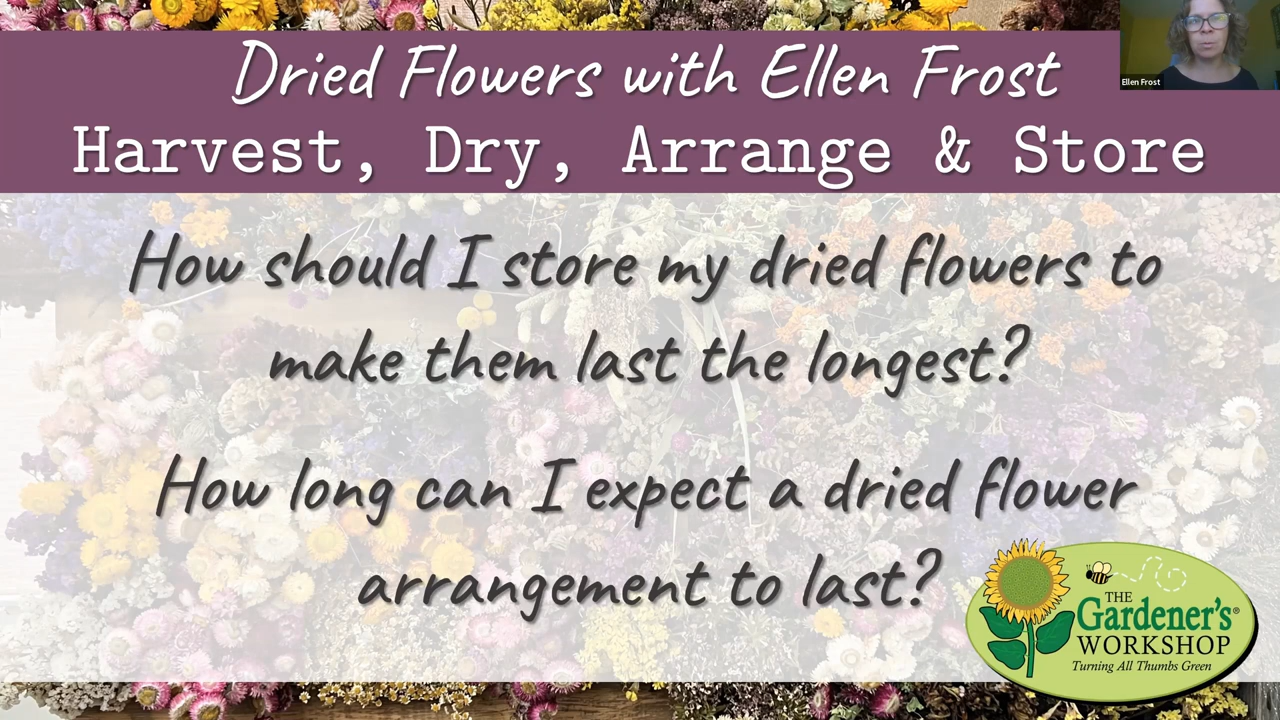 Dried Flowers with Ellen Frost
Harvest, Dry, Arrange & Store
Ellen Frost
How should I store my dried flowers to
make them last the longest?
How long can I expect a dried flower
arrangement to last?
THE
Gardener's®
WORKSHOP
Turning All Thumbs Green